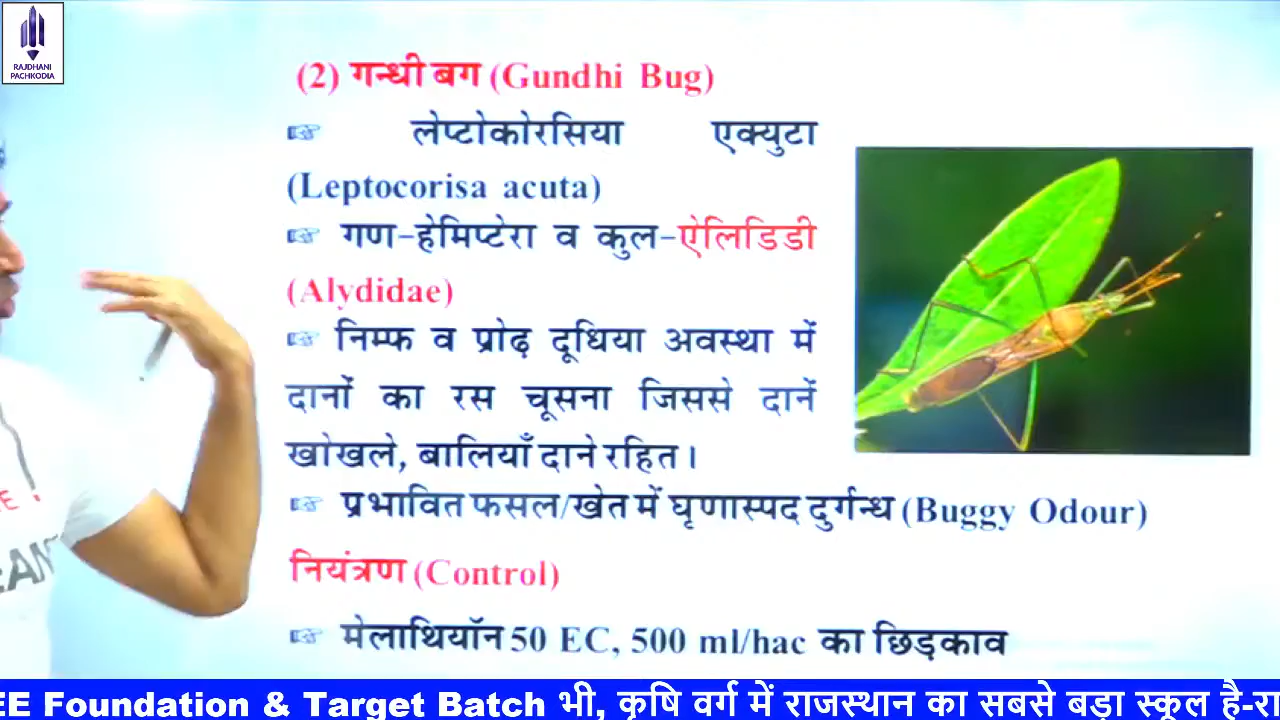 RAJDHANI
PACHKODIA
(2) गन्धी बग (Gundhi Bug)
☞ लेप्टोकोरसिया एक्युटा
(Leptocorisa acuta)
☞ गण-हेमिप्टेरा व कुल-ऐलिडिडी
(Alydidae)
☞ निम्फ व प्रोढ़ दूधिया अवस्था में
दानों का रस चूसना जिससे दानें
खोखले, बालियाँ दाने रहित।
☞ प्रभावित फसल/खेत में घृणास्पद दुर्गन्ध (Buggy Odour)
नियंत्रण (Control)
☞ मेलाथियॉन 50 EC, 500 ml/hac का छिड़काव
EE Foundation & Target Batch भी, कृषि वर्ग में राजस्थान का सबसे बड़ा स्कूल है-रा